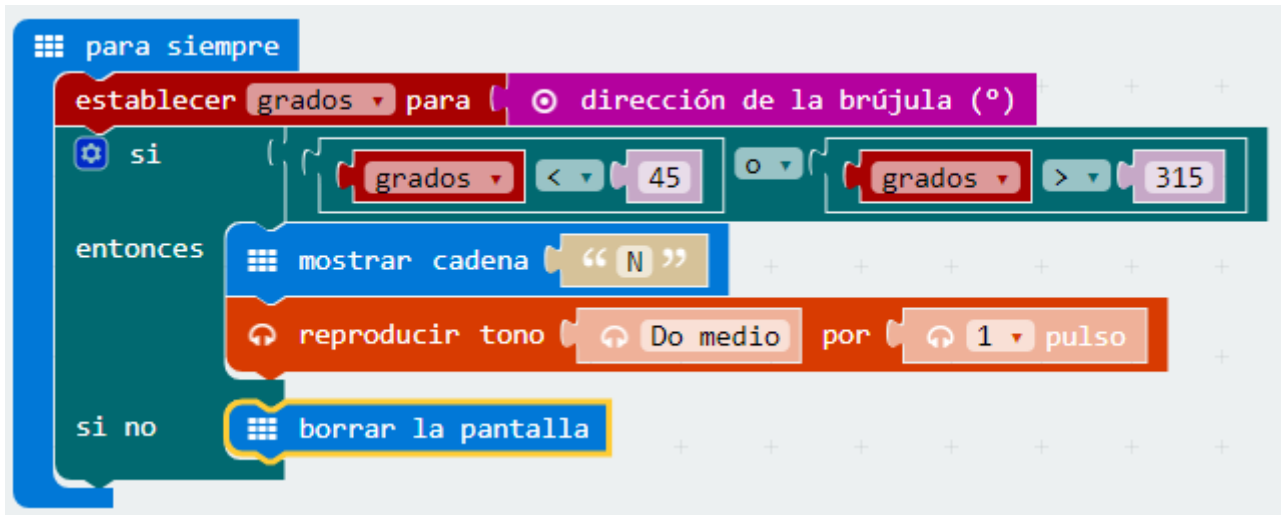 para siempre
establecer grados para dirección de la brújula (º)
si grados < 45 o grados > 315
entonces mostrar cadena “ N ”
reproducir tono Do medio por 1 pulso
si no borrar la pantalla